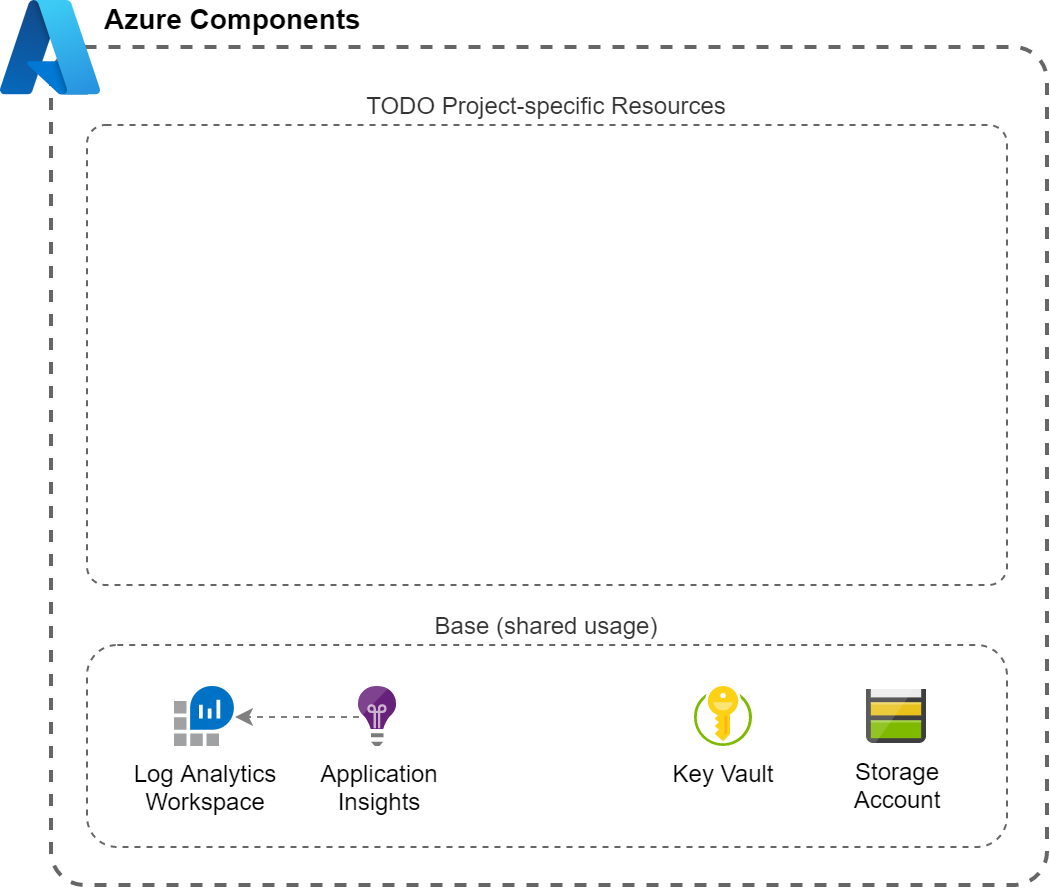 Azure Components
TODO Project-specific Resources
Base (shared usage)
Log Analytics
Workspace
Application
Insights
Key Vault
Storage
Account